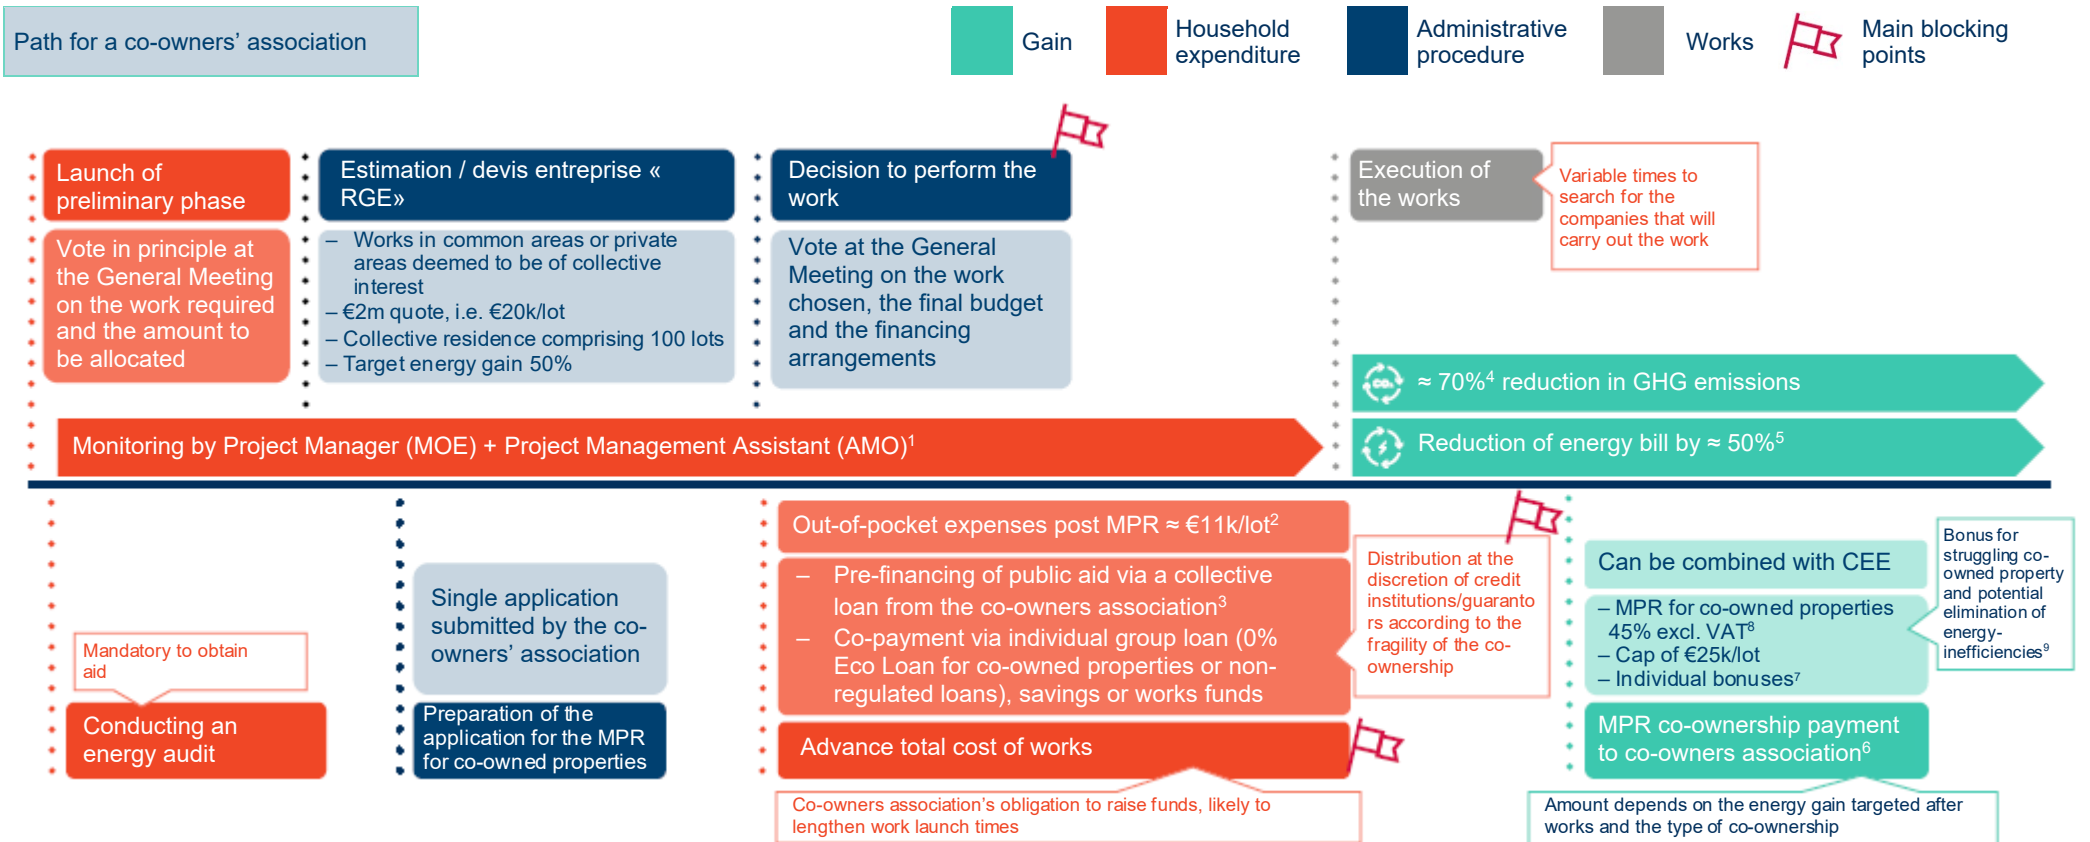 Path for a co-owners’ association
Gain
Household
expenditure
Administrative
procedure
Works
Main blocking
points
Launch of
preliminary phase
Vote in principle at
the General Meeting
on the work required
and the amount to
be allocated
Estimation / devis entreprise «
RGE»
– Works in common areas or private
areas deemed to be of collective
interest
– €2m quote, i.e. €20k/lot
– Collective residence comprising 100 lots
– Target energy gain 50%
Decision to perform the
work
Vote at the General
Meeting on the work
chosen, the final budget
and the financing
arrangements
Execution of
the works
Variable times to
search for the
companies that will
carry out the work
≈ 70%⁴ reduction in GHG emissions
Monitoring by Project Manager (MOE) + Project Management Assistant (AMO)¹
Reduction of energy bill by ≈ 50%⁵
Mandatory to obtain
aid
Conducting an
energy audit
Single application
submitted by the co-
owners’ association
Preparation of the
application for the MPR
for co-owned properties
Out-of-pocket expenses post MPR ≈ €11k/lot²
– Pre-financing of public aid via a collective
loan from the co-owners association³
– Co-payment via individual group loan (0%
Eco Loan for co-owned properties or non-
regulated loans), savings or works funds
Advance total cost of works
Co-owners association’s obligation to raise funds, likely to
lengthen work launch times
Distribution at the
discretion of credit
institutions/guaranto
rs according to the
fragility of the co-
ownership
Can be combined with CEE
– MPR for co-owned properties
45% excl. VAT⁸
– Cap of €25k/lot
– Individual bonuses⁷
MPR co-ownership payment
to co-owners association⁶
Bonus for
struggling co-
owned property
and potential
elimination of
energy-
inefficiencies⁹
Amount depends on the energy gain targeted after
works and the type of co-ownership